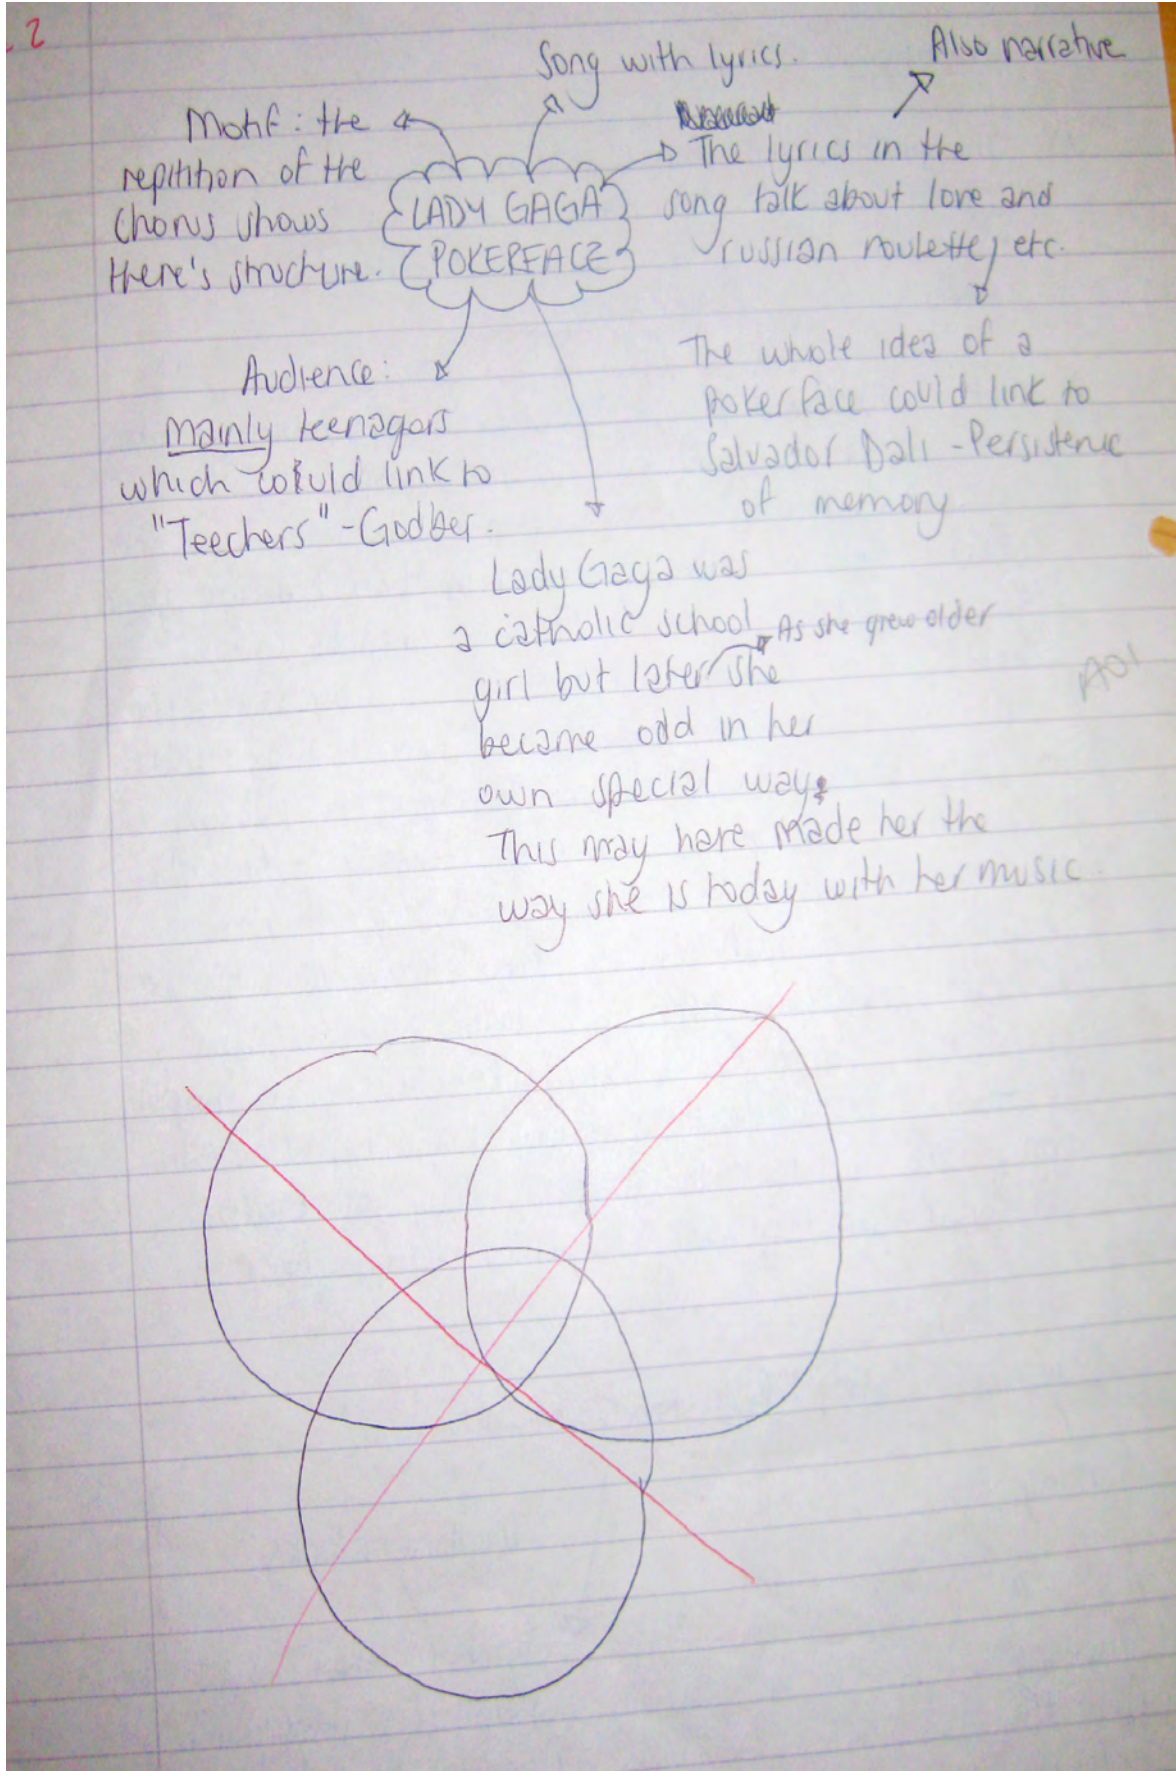 2
Song with lyrics.
Also narrative
Motif: the
repitition of the
chorus shows
there's structure.
LADY GAGA
POKERFACE
The lyrics in the
song talk about love and
russian roulette, etc.
The whole idea of a
poker face could link to
Salvador Dali - Persistence
of memory
Audience:
mainly teenagers
which could link to
"Teechers" - Godber.
Lady Gaga was
a catholic school
girl but later she
As she grew older
became odd in her
own special way.
This may have made her the
way she is today with her music.
AO1